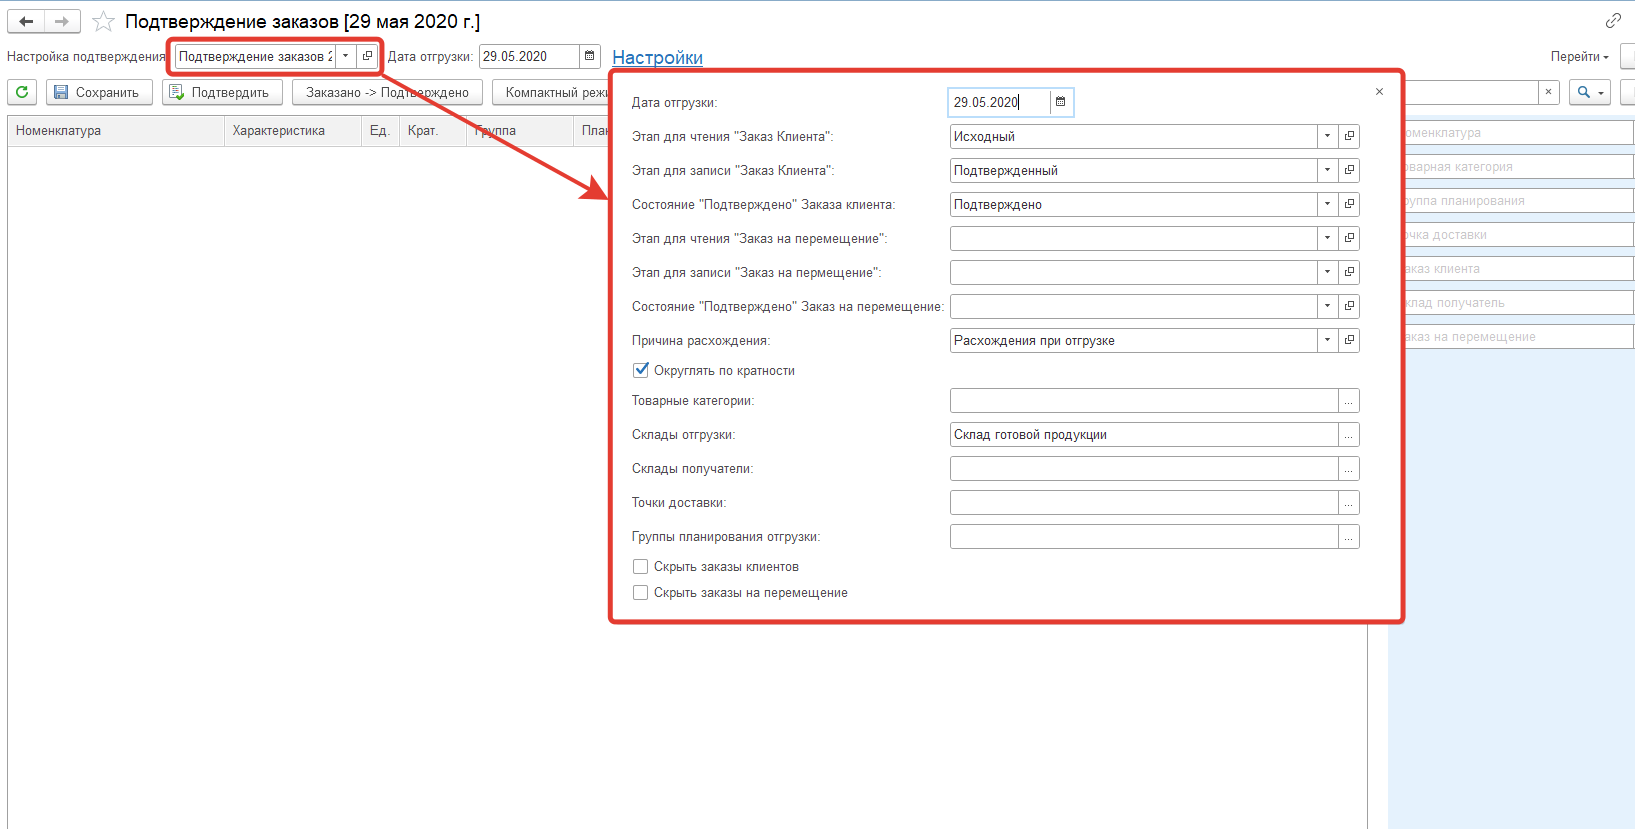 Подтверждение заказов [29 мая 2020 г.]
Настройка подтверждения
Подтверждение заказов 2
Дата отгрузки:
29.05.2020
Настройки
Перейти
Сохранить
Подтвердить
Заказано -> Подтверждено
Компактный режи
Номенклатура
Характеристика
Ед.
Крат.
Группа
План
Дата отгрузки:
29.05.2020
Этап для чтения "Заказ Клиента":
Исходный
Этап для записи "Заказ Клиента":
Подтвержденный
Состояние "Подтверждено" Заказа клиента:
Подтверждено
Этап для чтения "Заказ на перемещение":
Этап для записи "Заказ на пермещение":
Состояние "Подтверждено" Заказ на перемещение:
Причина расхождения:
Расхождения при отгрузке
Округлять по кратности
Товарные категории:
...
Склады отгрузки:
Склад готовой продукции
...
Склады получатели:
...
Точки доставки:
...
Группы планирования отгрузки:
...
Скрыть заказы клиентов
Скрыть заказы на перемещение
оменклатура
оварная категория
руппа планирования
очка доставки
аказ клиента
клад получатель
аказ на перемещение